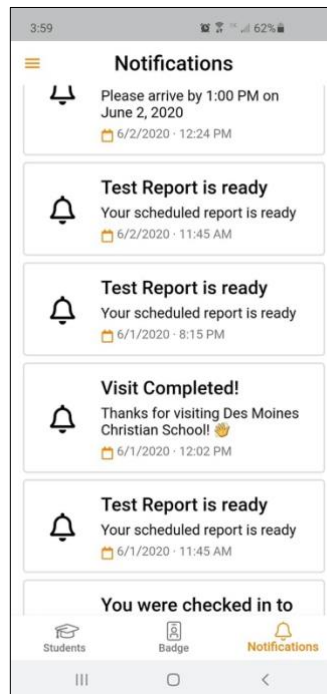 3:59
62%
Notifications
Please arrive by 1:00 PM on
June 2, 2020
6/2/2020 · 12:24 PM
Test Report is ready
Your scheduled report is ready
6/2/2020 · 11:45 AM
Test Report is ready
Your scheduled report is ready
6/1/2020 · 8:15 PM
Visit Completed!
Thanks for visiting Des Moines
Christian School! 👋
6/1/2020 · 12:02 PM
Test Report is ready
Your scheduled report is ready
6/1/2020 · 11:45 AM
You were checked in to
Students
Badge
Notifications